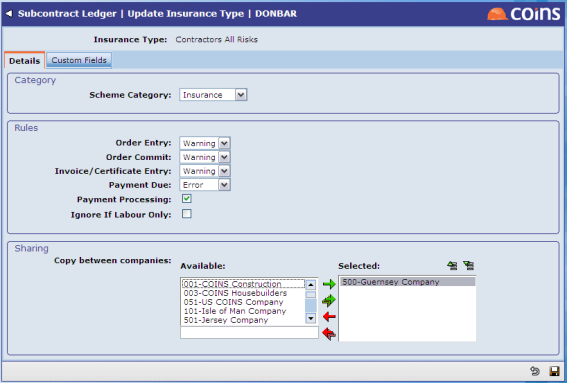 Subcontract Ledger | Update Insurance Type | DONBAR
COINS
Insurance Type: Contractors All Risks
Details Custom Fields
Category
Scheme Category: Insurance
Rules
Order Entry: Warning
Order Commit: Warning
Invoice/Certificate Entry: Warning
Payment Due: Error
Payment Processing:
Ignore If Labour Only:
Sharing
Copy between companies: Available: Selected:
001-COINS Construction 500-Guernsey Company
003-COINS Housebuilders
051-US COINS Company
101-Isle of Man Company
501-Jersey Company